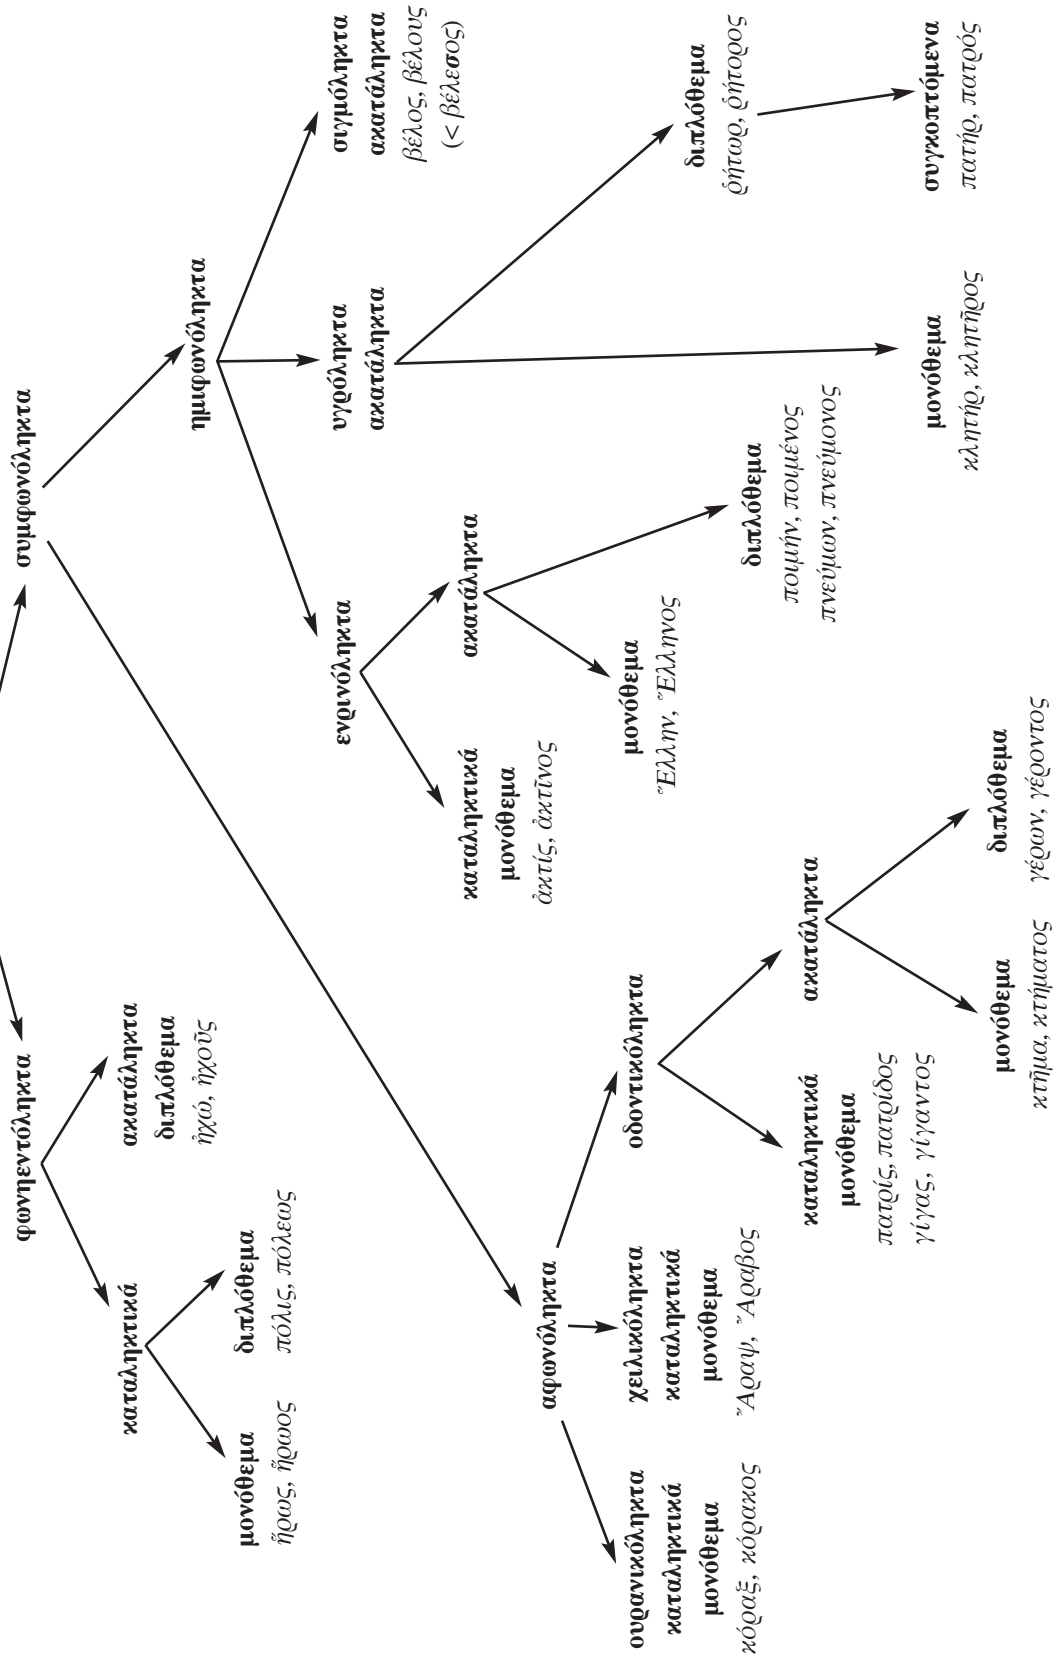 φωνηεντόληκτα
συμφωνόληκτα
καταληκτικά
ακατάληκτα
διπλόθεμα
ἠχώ, ἠχοῦς
μονόθεμα
ἥρως, ἥρωος
διπλόθεμα
πόλις, πόλεως
ημιφωνόληκτα
ενρινόληκτα
υγρόληκτα
ακατάληκτα
σιγμόληκτα
ακατάληκτα
βέλος, βέλους
(< βέλεσος)
καταληκτικά
μονόθεμα
ἀκτίς, ἀκτῖνος
ακατάληκτα
μονόθεμα
Ἕλλην, Ἕλληνος
διπλόθεμα
ποιμήν, ποιμένος
πνεύμων, πνεύμονος
διπλόθεμα
ῥήτωρ, ῥήτορος
μονόθεμα
κλητήρ, κλητῆρος
συγκοπτόμενα
πατήρ, πατρός
αφωνόληκτα
ουρανικόληκτα
καταληκτικά
μονόθεμα
κόραξ, κόρακος
χειλικόληκτα
καταληκτικά
μονόθεμα
Ἄραψ, Ἄραβος
οδοντικόληκτα
καταληκτικά
μονόθεμα
πατρίς, πατρίδος
γίγας, γίγαντος
ακατάληκτα
μονόθεμα
κτῆμα, κτήματος
διπλόθεμα
γέρων, γέροντος